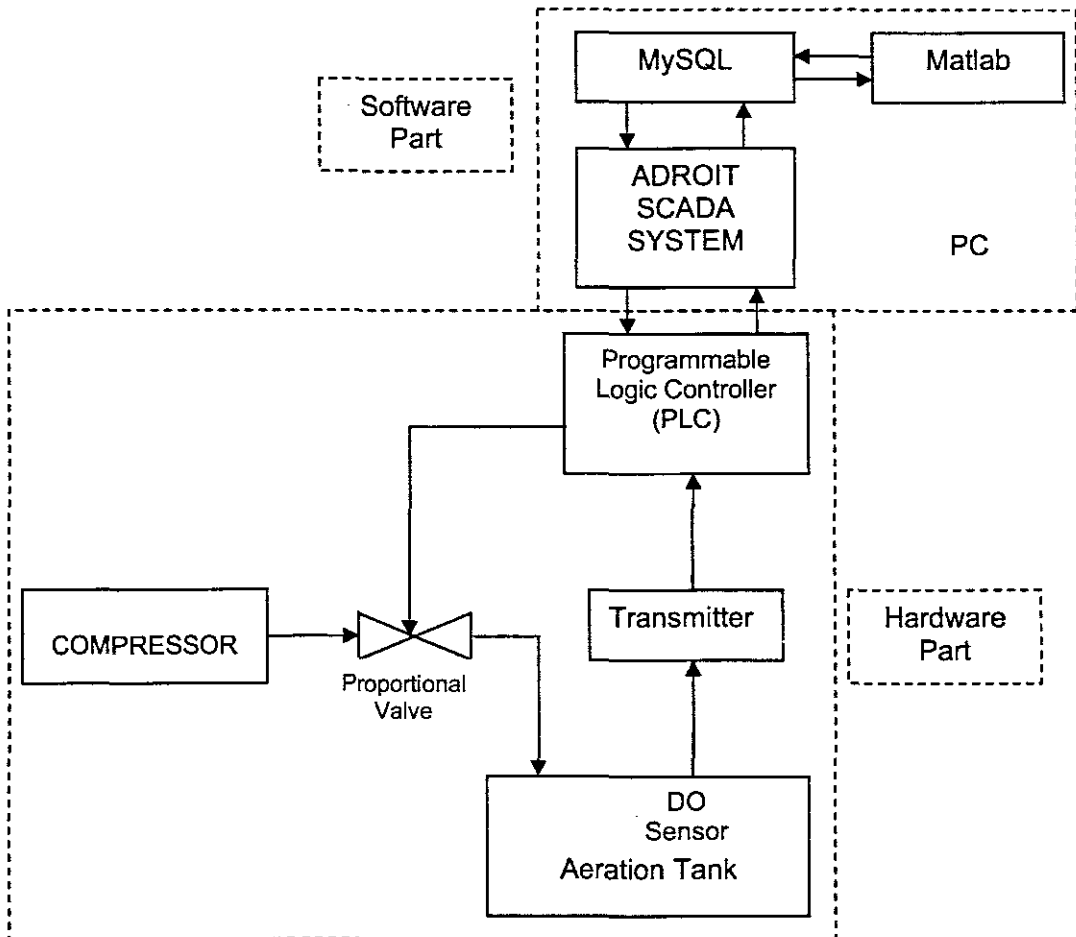 MySQL
Matlab
Software
Part
ADROIT
SCADA
SYSTEM
PC
Programmable
Logic Controller
(PLC)
Transmitter
Hardware
Part
COMPRESSOR
Proportional
Valve
DO
Sensor
Aeration Tank